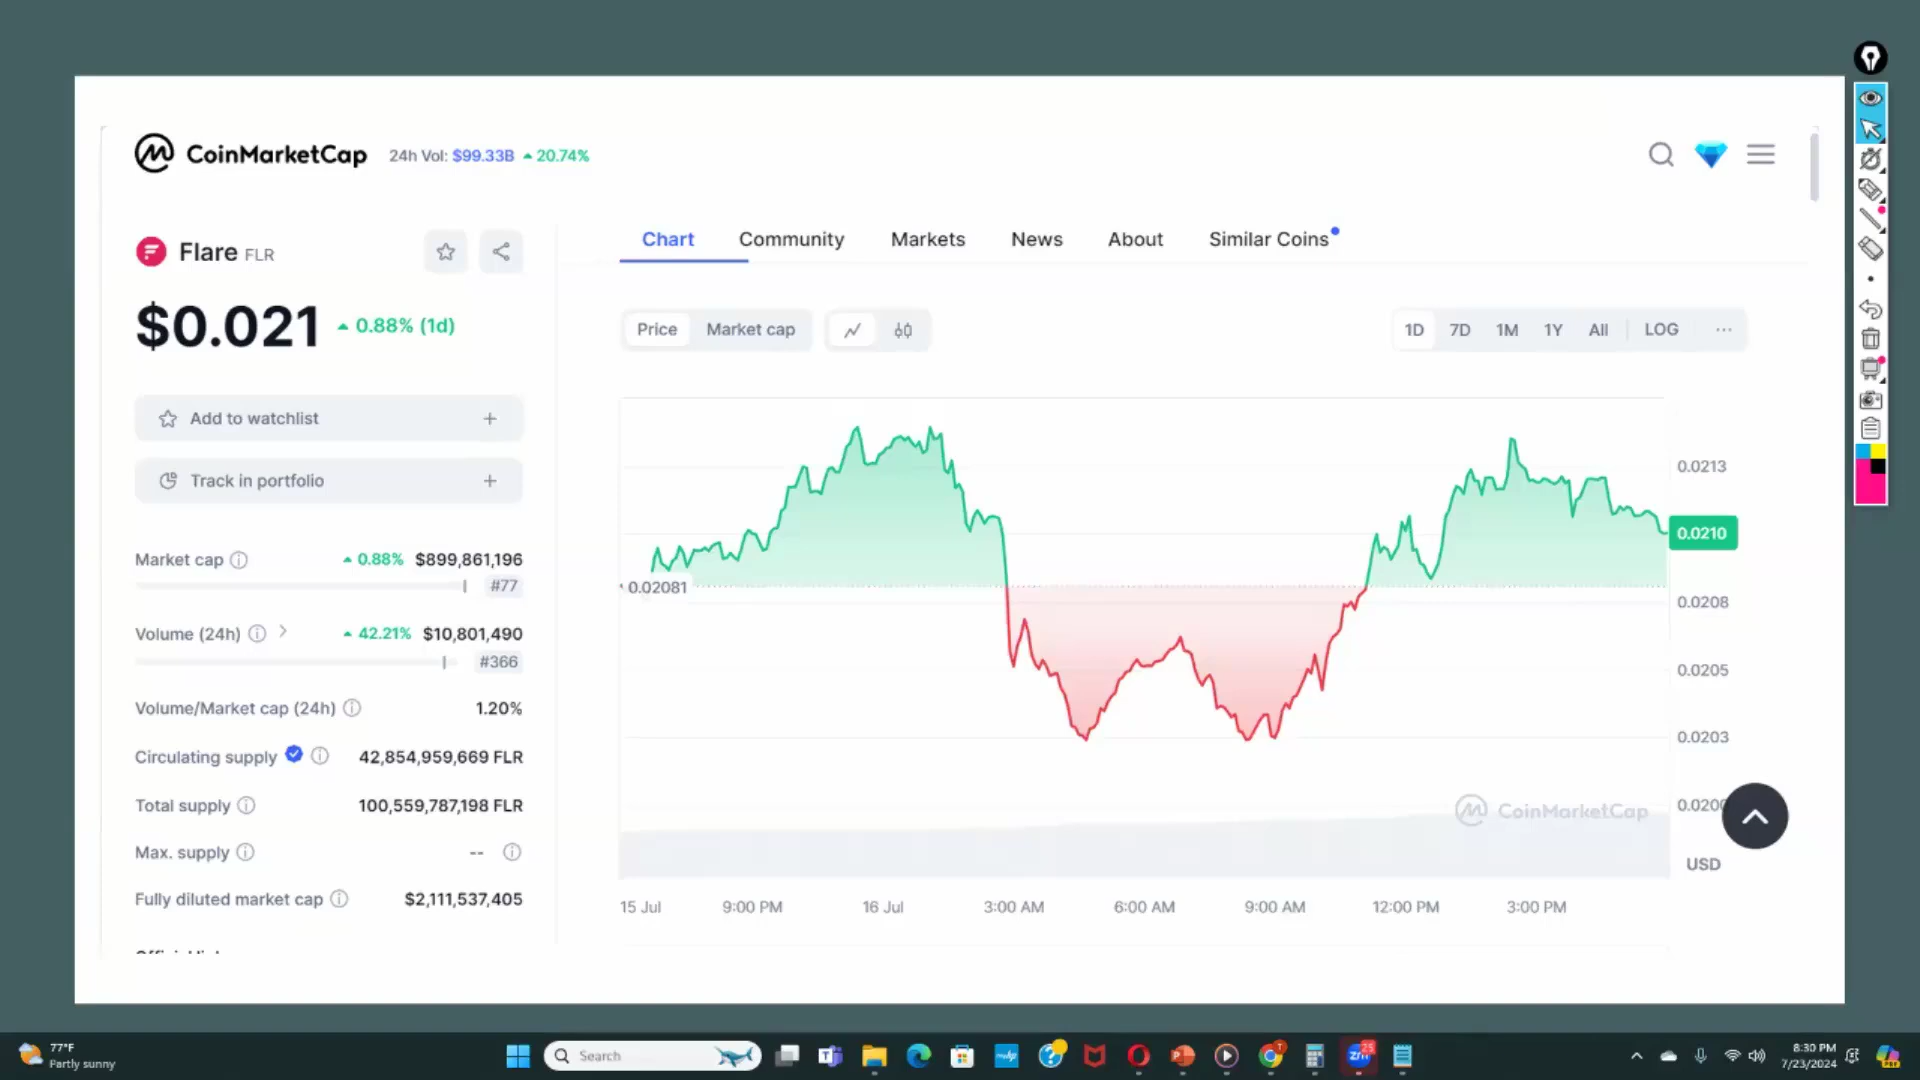 CoinMarketCap 24h Vol: $99.33B 20.74%
Flare FLR
$0.021 0.88% (1d)
Add to watchlist +
Track in portfolio +
Market cap 0.88% $899,861,196
#77
Volume (24h) 42.21% $10,801,490
#366
Volume/Market cap (24h) 1.20%
Circulating supply 42,854,959,669 FLR
Total supply 100,559,787,198 FLR
Max. supply --
Fully diluted market cap $2,111,537,405
Chart Community Markets News About Similar Coins
Price Market cap
1D 7D 1M 1Y All LOG ...
0.0213
0.0210
0.02081
0.0208
0.0205
0.0203
0.0200
CoinMarketCap
USD
15 Jul 9:00 PM 16 Jul 3:00 AM 6:00 AM 9:00 AM 12:00 PM 3:00 PM
77°F
Partly sunny
Search
8:30 PM
7/23/2024